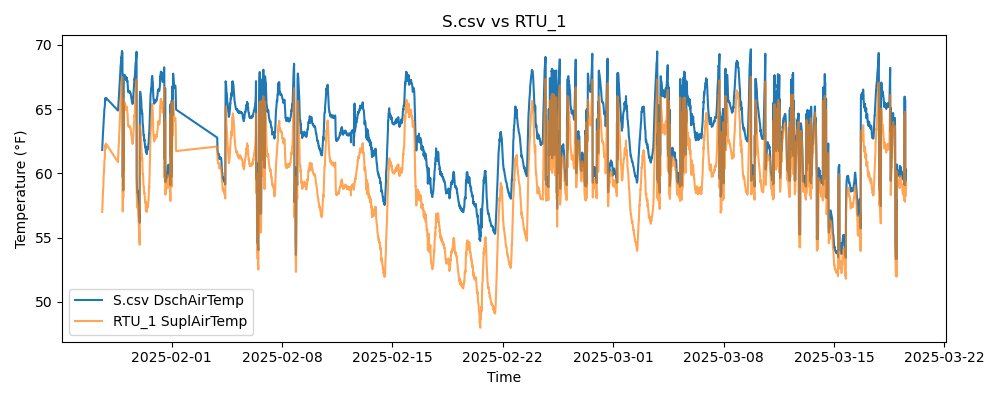 S.csv vs RTU_1
Temperature (°F)
70
65
60
55
50
S.csv DschAirTemp
RTU_1 SuplAirTemp
2025-02-01
2025-02-08
2025-02-15
2025-02-22
2025-03-01
2025-03-08
2025-03-15
2025-03-22
Time